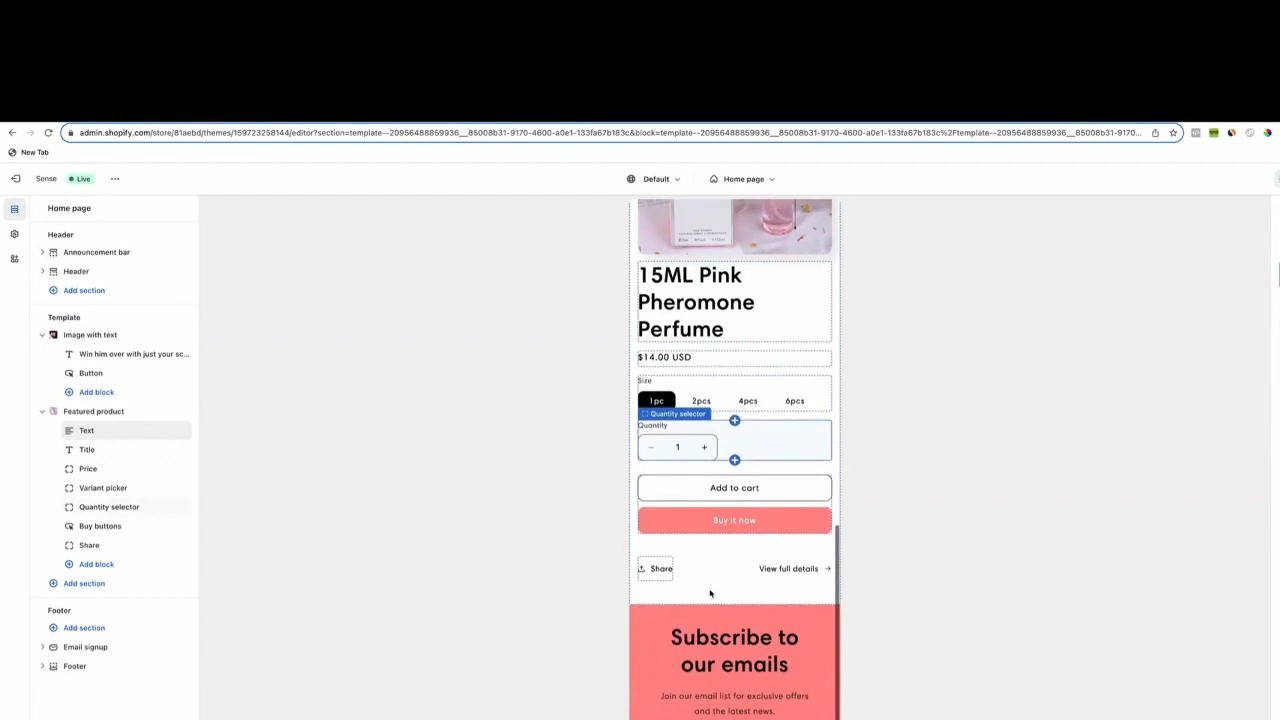 admin.shopify.com/store/81aebd/themes/159723258144/editor?section=template--20956488859936__85008b31-9170-4600-a0e1-133fa67b183c&block=template--20956488859936__85008b31-9170-4600-a0e1-133fa67b183c%2Ftemplate--20956488859936__85008b31-9170...
New Tab
Sense Live ... Default Home page
Home page
Header
Announcement bar
Header
Add section
Template
Image with text
Win him over with just your sc...
Button
Add block
Featured product
Text
Title
Price
Variant picker
Quantity selector
Buy buttons
Share
Add block
Add section
Footer
Add section
Email signup
Footer
15ML Pink
Pheromone
Perfume
$14.00 USD
Size
1pc 2pcs 4pcs 6pcs
Quantity selector
Quantity
− 1 +
Add to cart
Buy it now
Share View full details →
Subscribe to
our emails
Join our email list for exclusive offers
and the latest news.